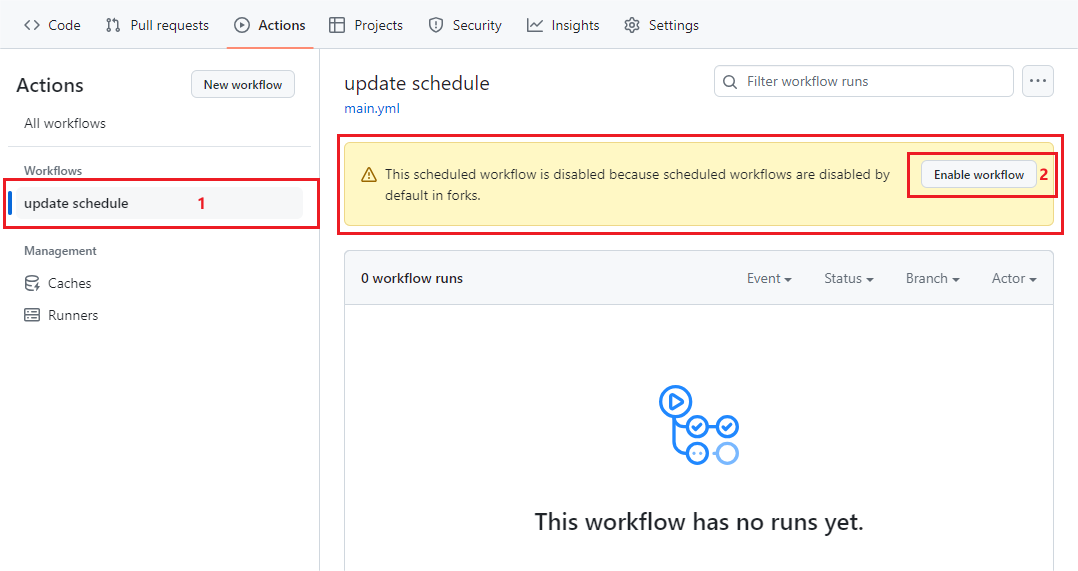 Code Pull requests Actions Projects Security Insights Settings
Actions
New workflow
All workflows
Workflows
update schedule 1
Management
Caches
Runners
update schedule
main.yml
Filter workflow runs
This scheduled workflow is disabled because scheduled workflows are disabled by
default in forks.
Enable workflow 2
0 workflow runs
Event Status Branch Actor
This workflow has no runs yet.